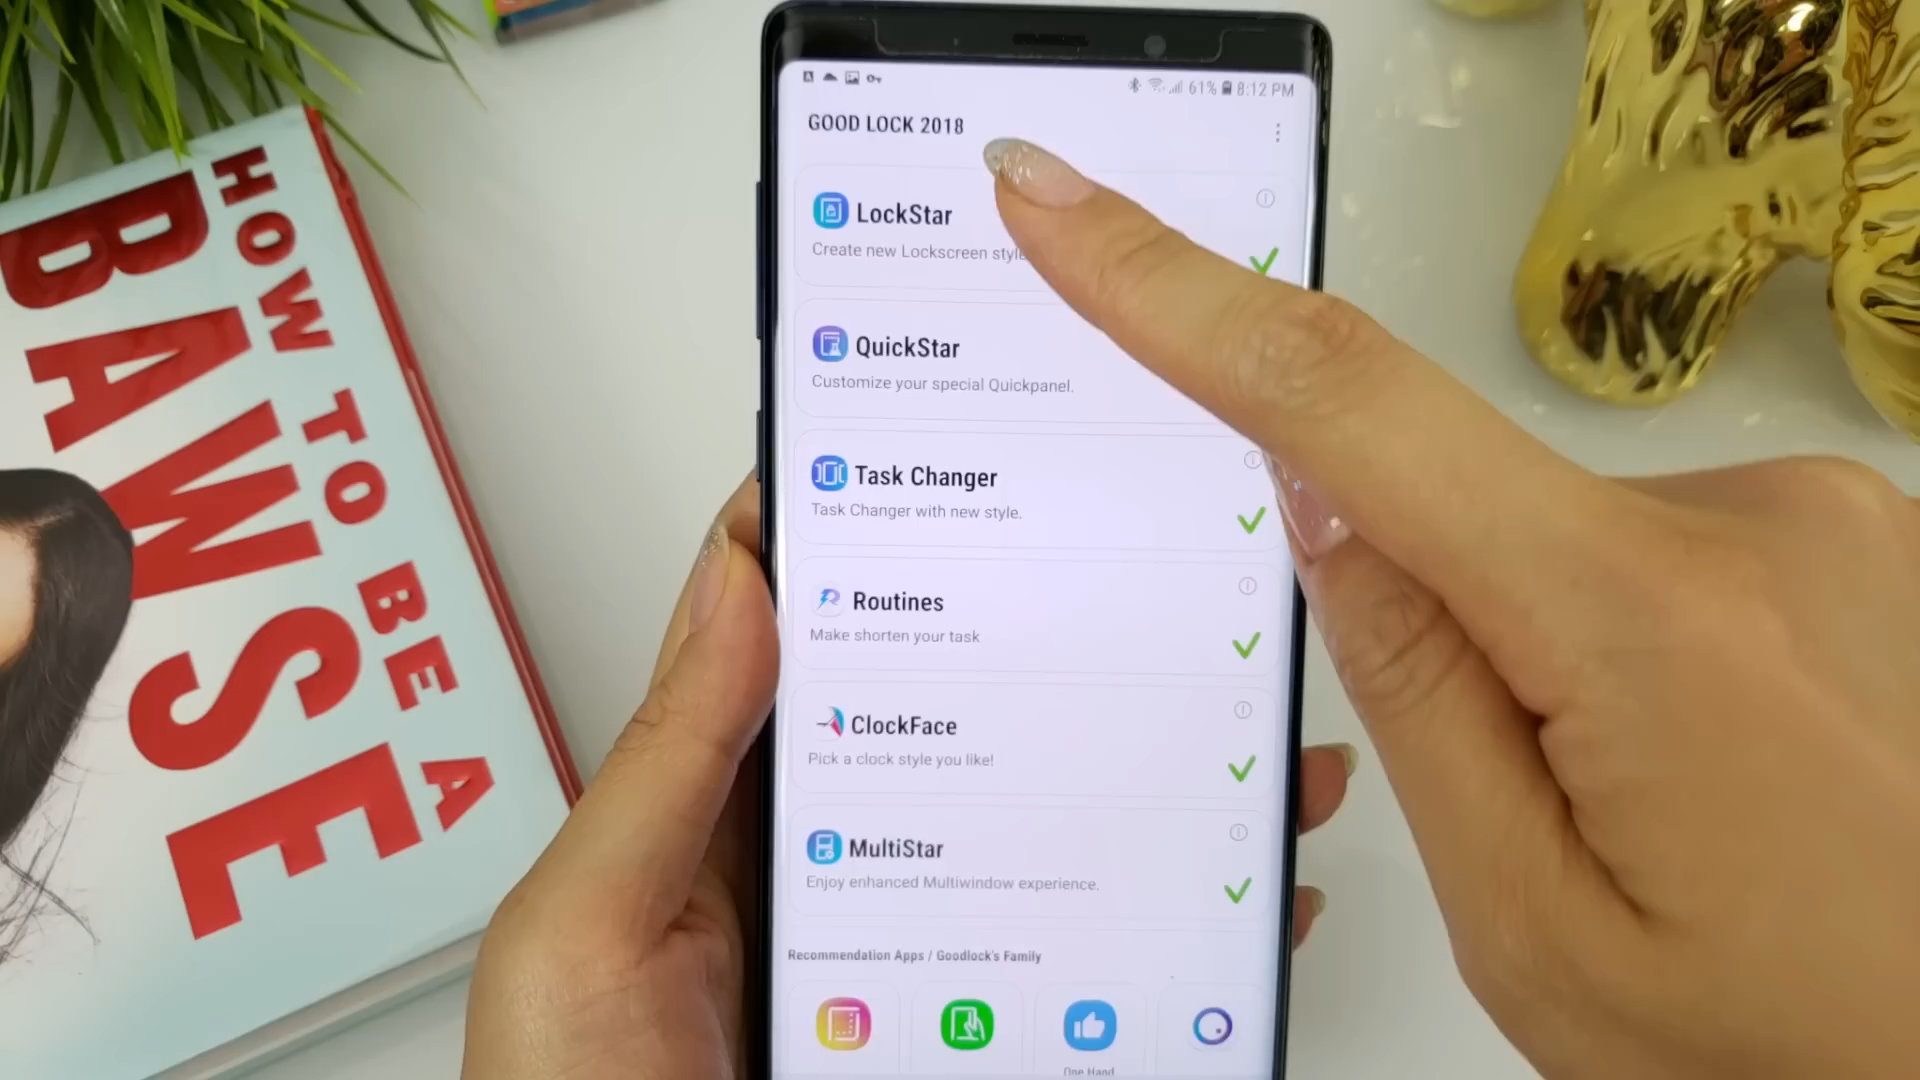 HOW TO BE A
BAWSE
61% 8:12 PM
GOOD LOCK 2018
LockStar
Create new Lockscreen style
QuickStar
Customize your special Quickpanel.
Task Changer
Task Changer with new style.
Routines
Make shorten your task
ClockFace
Pick a clock style you like!
MultiStar
Enjoy enhanced Multiwindow experience.
Recommendation Apps / Goodlock's Family
One Hand